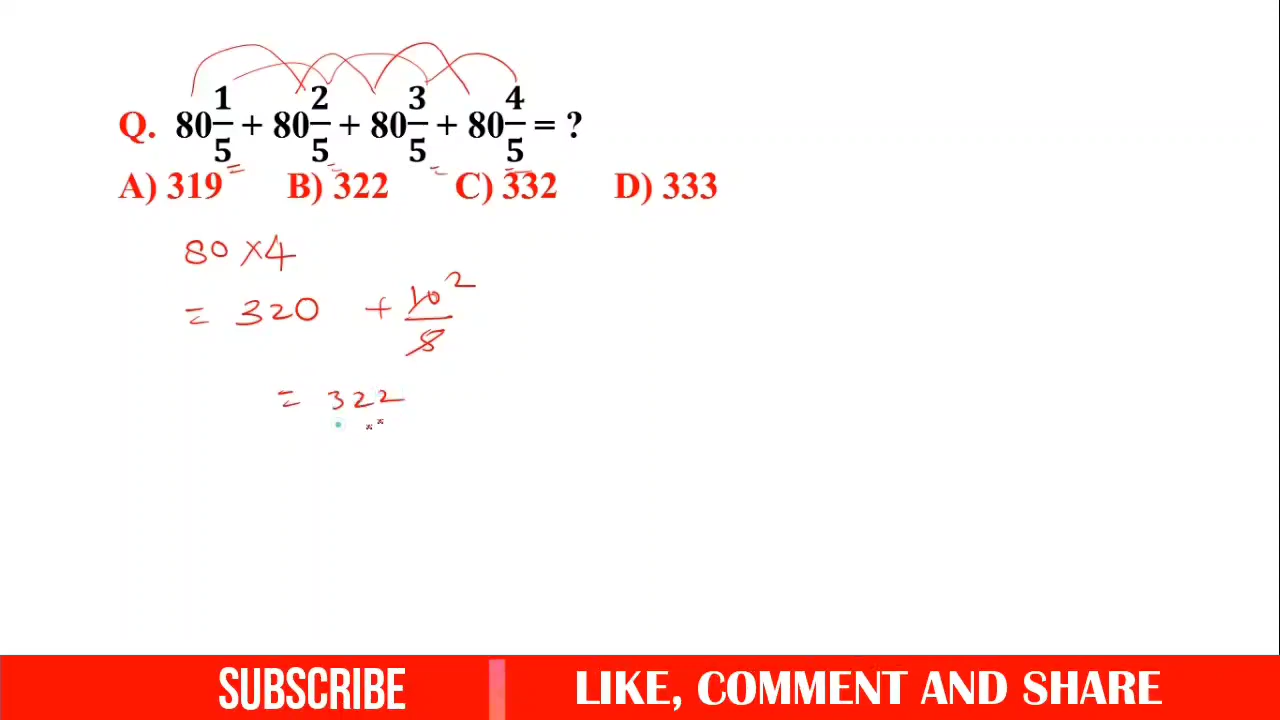 Q. 80 1/5 + 80 2/5 + 80 3/5 + 80 4/5 = ?
A) 319 B) 322 C) 332 D) 333
80 × 4
= 320 + 10/5 2
= 322
SUBSCRIBE LIKE, COMMENT AND SHARE